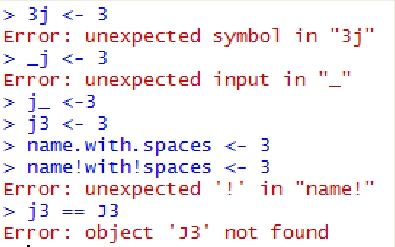 > 3j <- 3
Error: unexpected symbol in "3j"
> _j <- 3
Error: unexpected input in "_"
> j_ <-3
> j3 <- 3
> name.with.spaces <- 3
> name!with!spaces <- 3
Error: unexpected '!' in "name!"
> j3 == J3
Error: object 'J3' not found